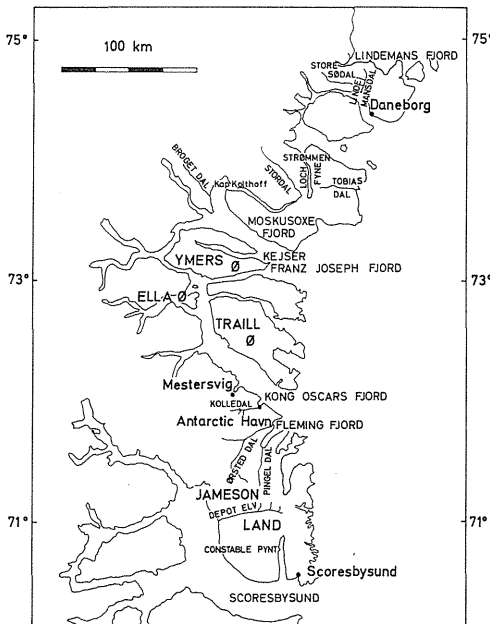 75°
75°
100 km
LINDEMANS FJORD
STORE
SØDAL
LINDE
MANSDAL
Daneborg
BROGET DAL
STORDAL
STRØMMEN
LOCH
FYNE
TOBIAS
DAL
Kap Kolthoff
MOSKUSOXE
FJORD
YMERS Ø
KEJSER
FRANZ JOSEPH FJORD
73°
73°
ELLA Ø
TRAILL
Ø
Mestersvig
KOLLEDAL
KONG OSCARS FJORD
Antarctic Havn
FLEMING FJORD
ØRSTED DAL
PINGEL DAL
JAMESON
DEPOT ELV
LAND
71°
71°
CONSTABLE PYNT
Scoresbysund
SCORESBYSUND